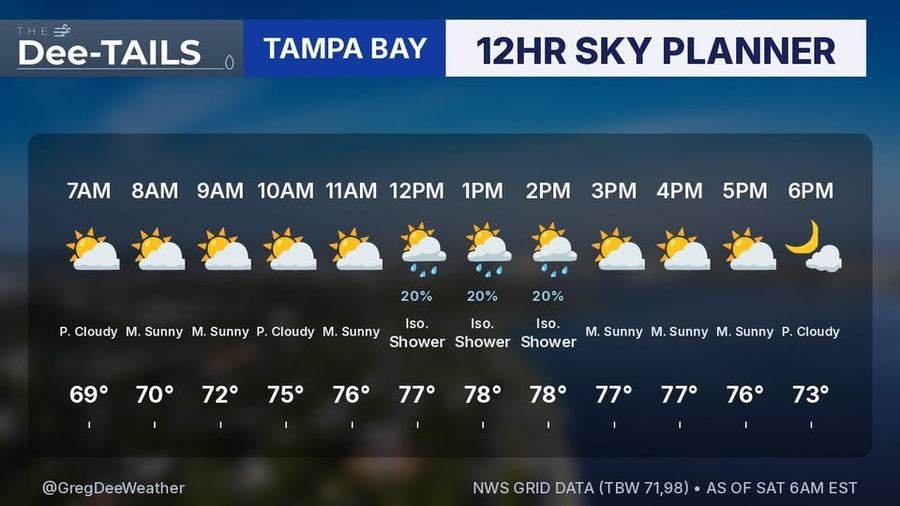 THE
Dee-TAILS
TAMPA BAY
12HR SKY PLANNER
7AM 8AM 9AM 10AM 11AM 12PM 1PM 2PM 3PM 4PM 5PM 6PM
20% 20% 20%
P. Cloudy M. Sunny M. Sunny P. Cloudy M. Sunny Iso. Shower Iso. Shower Iso. Shower M. Sunny M. Sunny M. Sunny P. Cloudy
69° 70° 72° 75° 76° 77° 78° 78° 77° 77° 76° 73°
@GregDeeWeather
NWS GRID DATA (TBW 71,98) • AS OF SAT 6AM EST